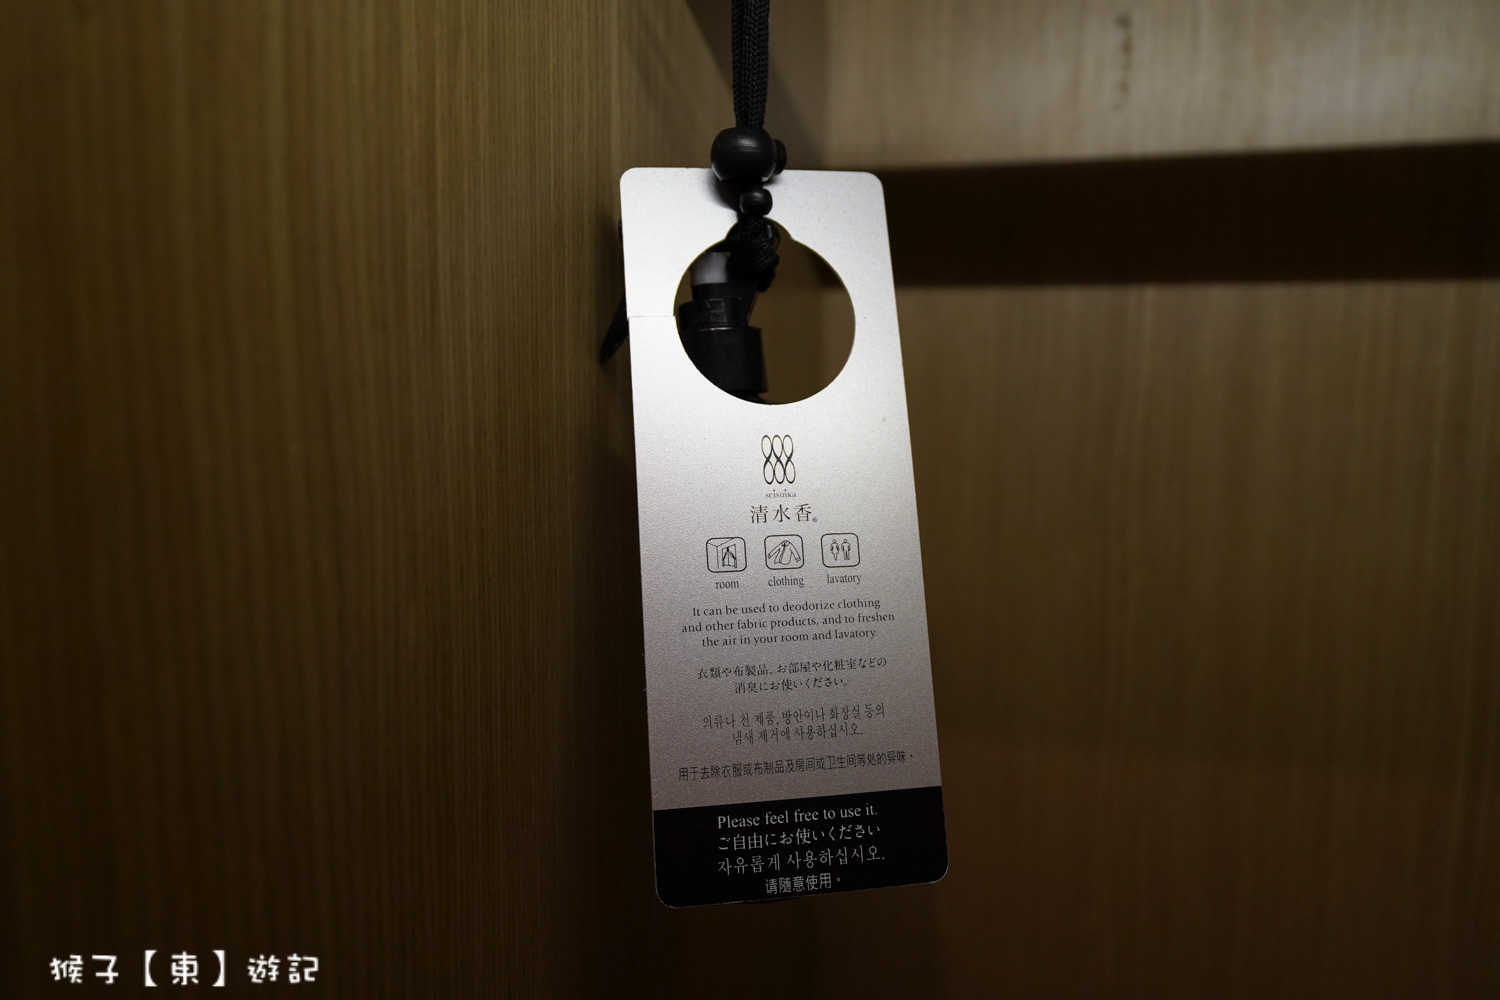 seisuika
清水香®
room clothing lavatory
It can be used to deodorize clothing
and other fabric products, and to freshen
the air in your room and lavatory.
衣類や布製品、お部屋や化粧室などの
消臭にお使いください。
의류나 천 제품, 방안이나 화장실 등의
냄새 제거에 사용하십시오.
用于去除衣服或布制品及房间或卫生间等处的异味。
Please feel free to use it.
ご自由にお使いください
자유롭게 사용하십시오.
请随意使用。
猴子【東】遊記